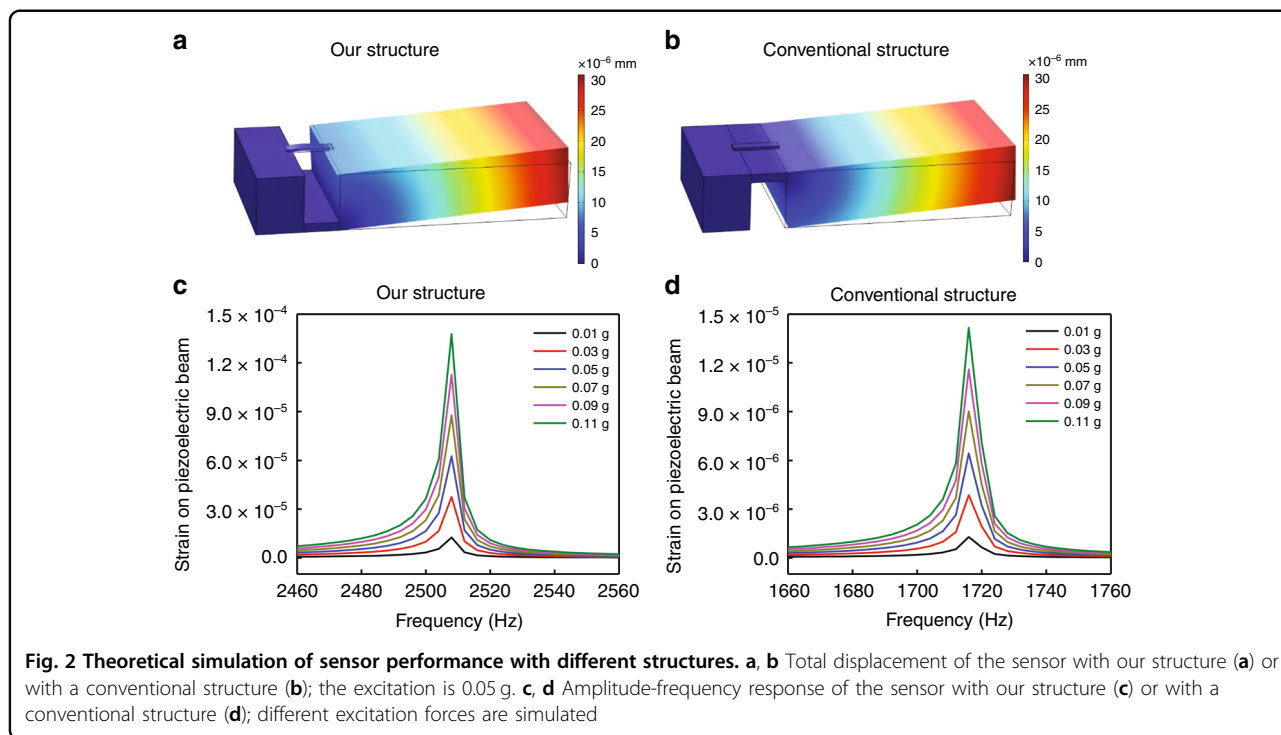 a
Our structure
×10⁻⁶ mm
30
25
20
15
10
5
0
b
Conventional structure
×10⁻⁶ mm
30
25
20
15
10
5
0
c
Our structure
Strain on piezoelectric beam
1.5 × 10⁻⁴
1.2 × 10⁻⁴
9.0 × 10⁻⁵
6.0 × 10⁻⁵
3.0 × 10⁻⁵
0.0
0.01 g
0.03 g
0.05 g
0.07 g
0.09 g
0.11 g
2460 2480 2500 2520 2540 2560
Frequency (Hz)
d
Conventional structure
Strain on piezoelectric beam
1.5 × 10⁻⁵
1.2 × 10⁻⁵
9.0 × 10⁻⁶
6.0 × 10⁻⁶
3.0 × 10⁻⁶
0.0
0.01 g
0.03 g
0.05 g
0.07 g
0.09 g
0.11 g
1660 1680 1700 1720 1740 1760
Frequency (Hz)
Fig. 2 Theoretical simulation of sensor performance with different structures. a, b Total displacement of the sensor with our structure (a) or
with a conventional structure (b); the excitation is 0.05 g. c, d Amplitude-frequency response of the sensor with our structure (c) or with a
conventional structure (d); different excitation forces are simulated